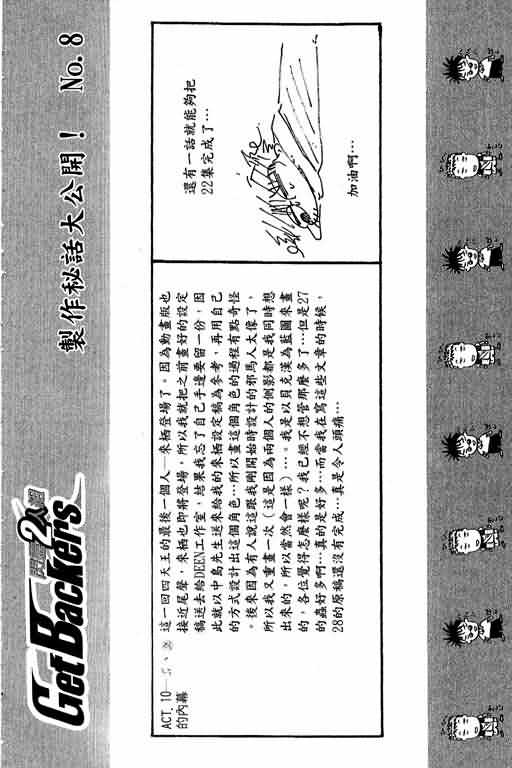 GetBackers
閃靈2人組
製作秘話大公開！ No. 8
ACT. 10
的內幕
這一回四天王的最後一個人—來栖登場了。因為動畫版也
接近尾聲，來栖也即將登場，所以我就把之前畫好的設定
稿送去給DEEN工作室，結果我忘了自己手邊要留一份，因
此就以中島先生送來給我的來栖設定稿為參考，再用自己
的方式設計出這個角色…所以畫這個角色的過程有點奇怪
。後來因為有人說這跟我剛開始時設計的邪馬人太像了，
所以我又重畫一次（這是因為兩個人的側影都是我同時想
出來的，所以當然會一樣）…。我是以貝克漢為藍圖來畫
的，各位覺得怎麼樣呢？我已經不想管那麼多了…但是27
的蟲好多啊…真的是好多…而當我在寫這些文章的時候，
28的原稿還沒有完成…真是令人頭痛…
還有一話就能夠把
22集完成了…
加油啊…